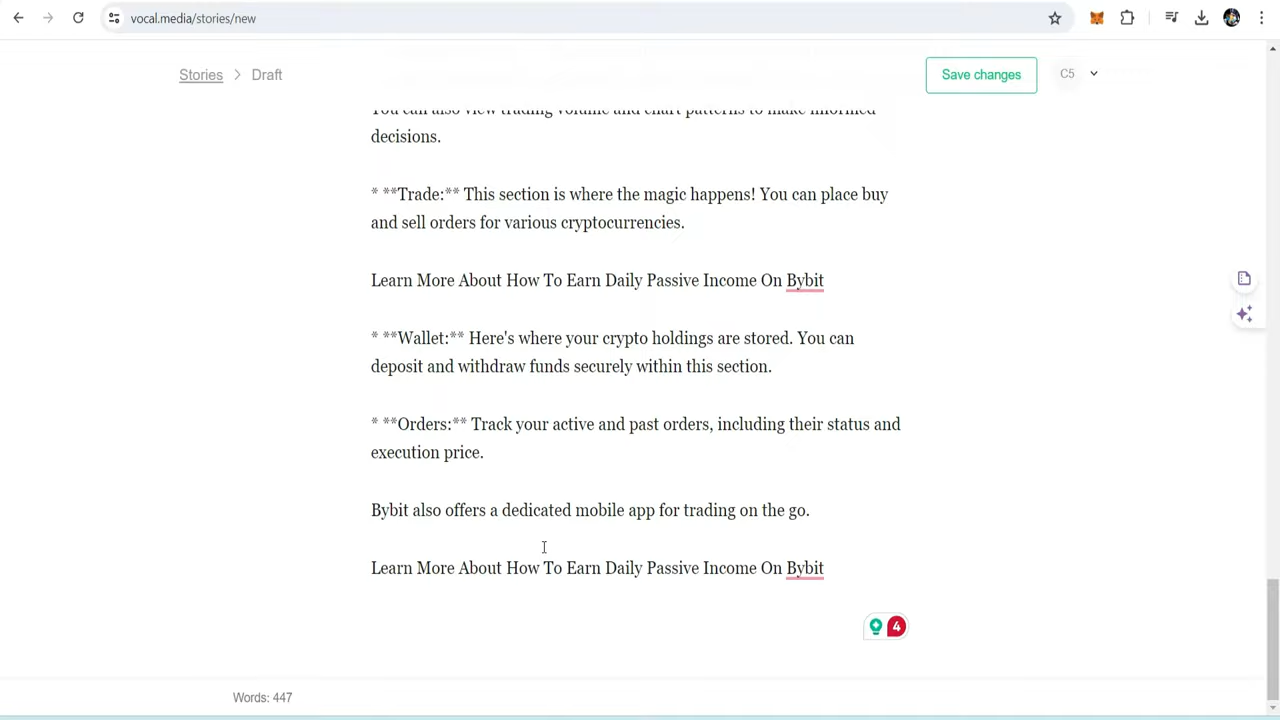 vocal.media/stories/new
Stories > Draft
Save changes
C5
You can also view trading volume and chart patterns to make informed
decisions.
* **Trade:** This section is where the magic happens! You can place buy
and sell orders for various cryptocurrencies.
Learn More About How To Earn Daily Passive Income On Bybit
* **Wallet:** Here's where your crypto holdings are stored. You can
deposit and withdraw funds securely within this section.
* **Orders:** Track your active and past orders, including their status and
execution price.
Bybit also offers a dedicated mobile app for trading on the go.
Learn More About How To Earn Daily Passive Income On Bybit
4
Words: 447